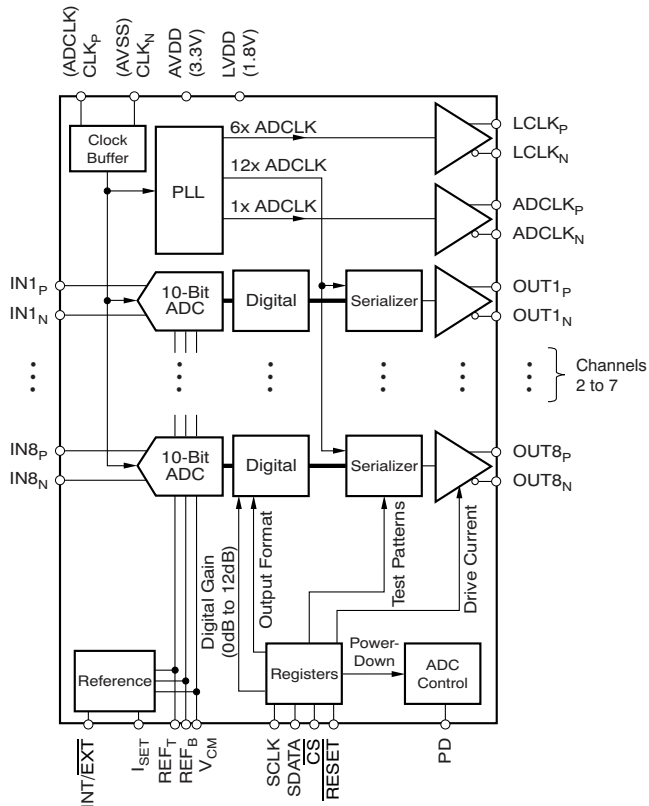 (ADCLK)
CLKP
(AVSS)
CLKN
AVDD
(3.3V)
LVDD
(1.8V)
Clock
Buffer
PLL
6x ADCLK
12x ADCLK
1x ADCLK
LCLKP
LCLKN
ADCLKP
ADCLKN
IN1P
IN1N
10-Bit
ADC
Digital
Serializer
OUT1P
OUT1N
Channels
2 to 7
IN8P
IN8N
10-Bit
ADC
Digital
Serializer
OUT8P
OUT8N
Digital Gain
(0dB to 12dB)
Output Format
Test Patterns
Drive Current
Reference
Registers
Power-
Down
ADC
Control
INT/EXT
ISET
REFT
REFB
VCM
SCLK
SDATA
CS
RESET
PD